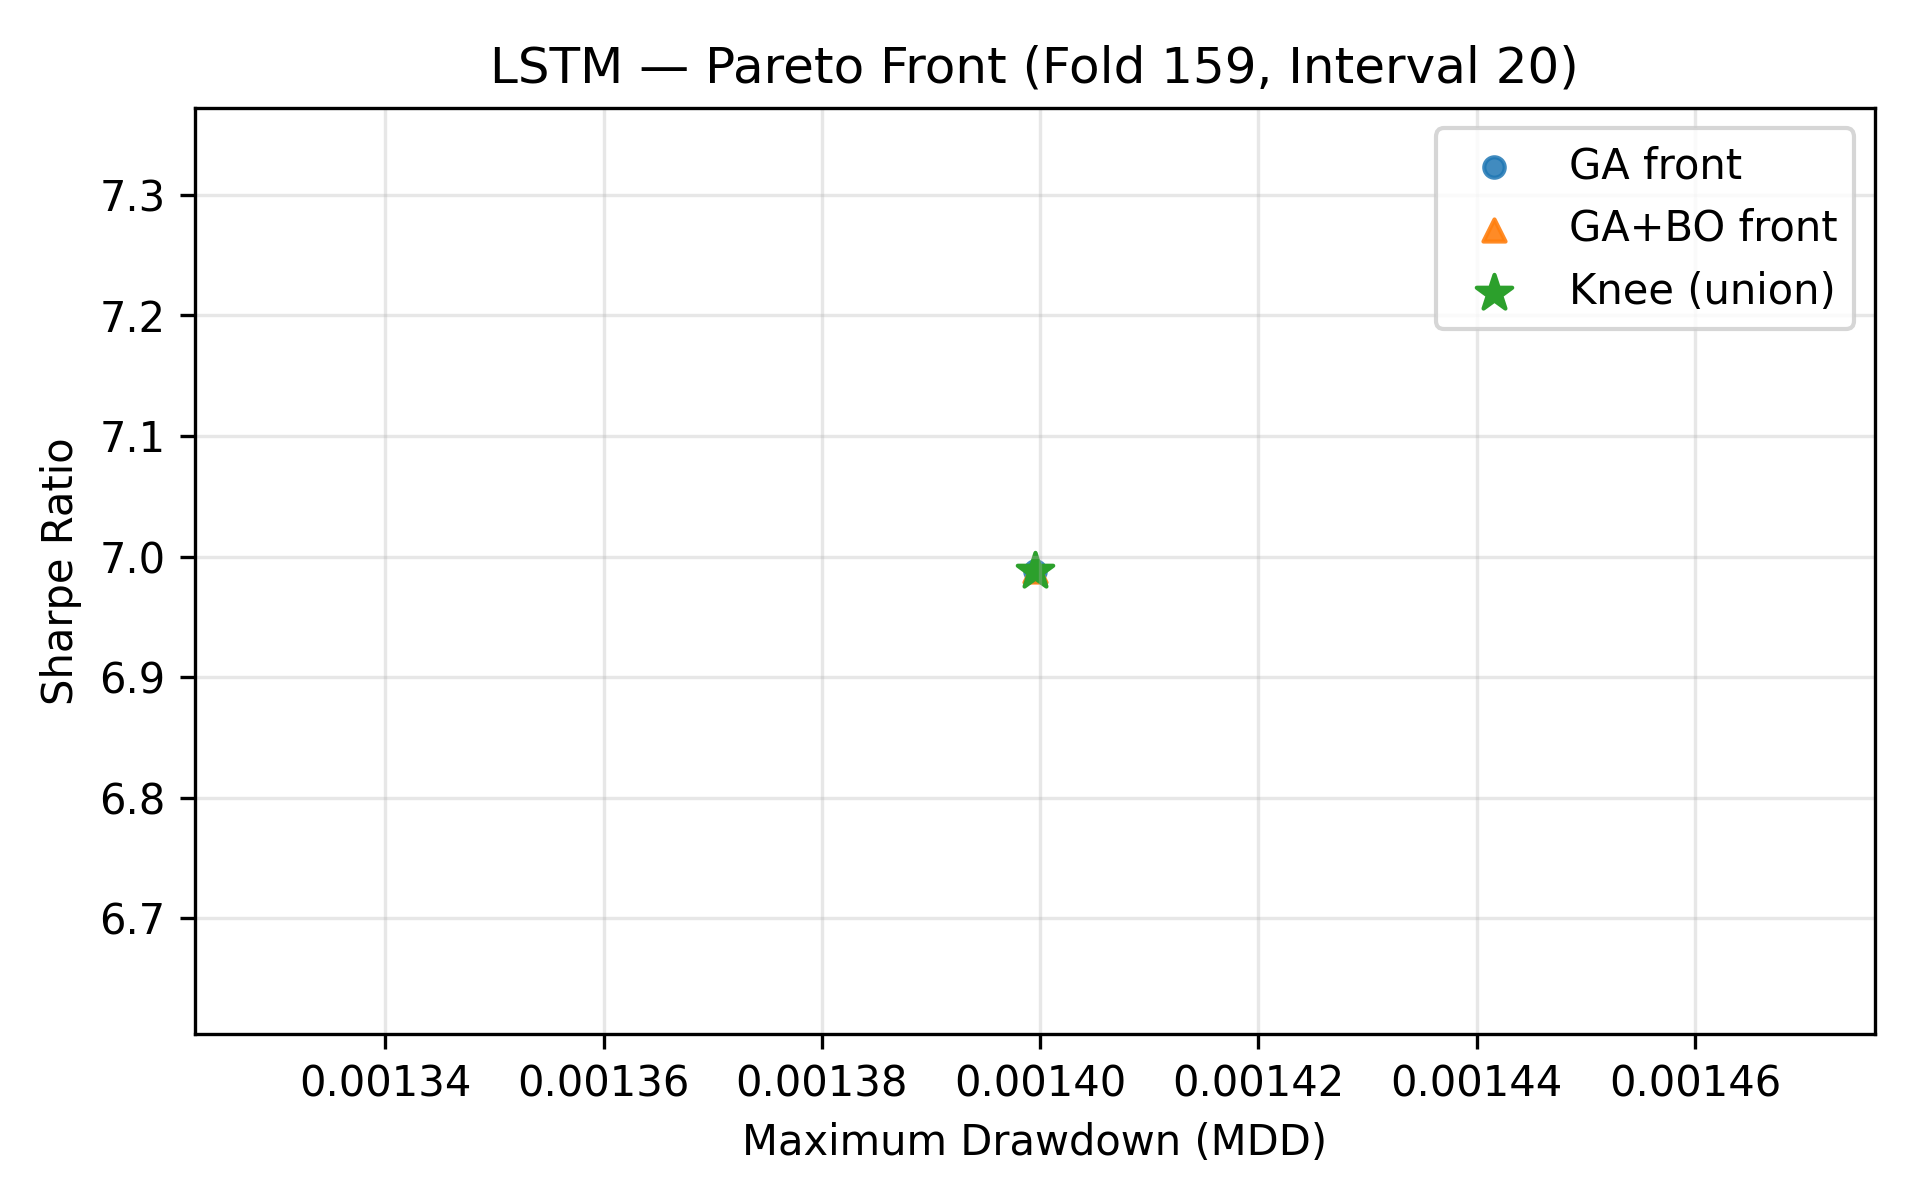 LSTM — Pareto Front (Fold 159, Interval 20)
GA front
GA+BO front
Knee (union)
Sharpe Ratio
7.3
7.2
7.1
7.0
6.9
6.8
6.7
0.00134 0.00136 0.00138 0.00140 0.00142 0.00144 0.00146
Maximum Drawdown (MDD)